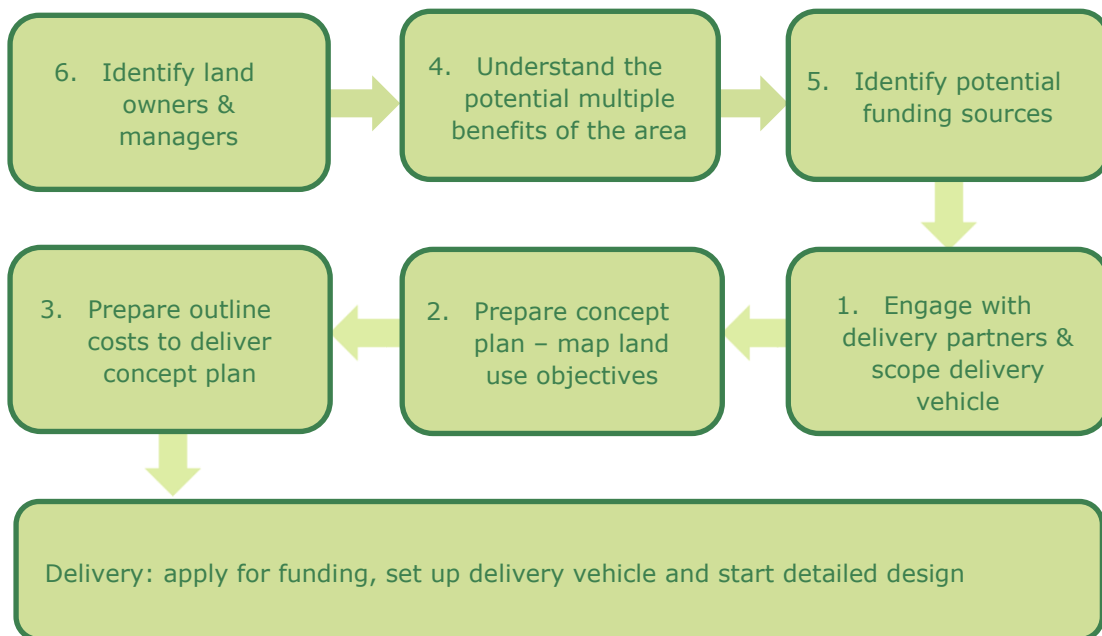 6. Identify land
owners &
managers
4. Understand the
potential multiple
benefits of the area
5. Identify potential
funding sources
1. Engage with
delivery partners &
scope delivery
vehicle
2. Prepare concept
plan – map land
use objectives
3. Prepare outline
costs to deliver
concept plan
Delivery: apply for funding, set up delivery vehicle and start detailed design